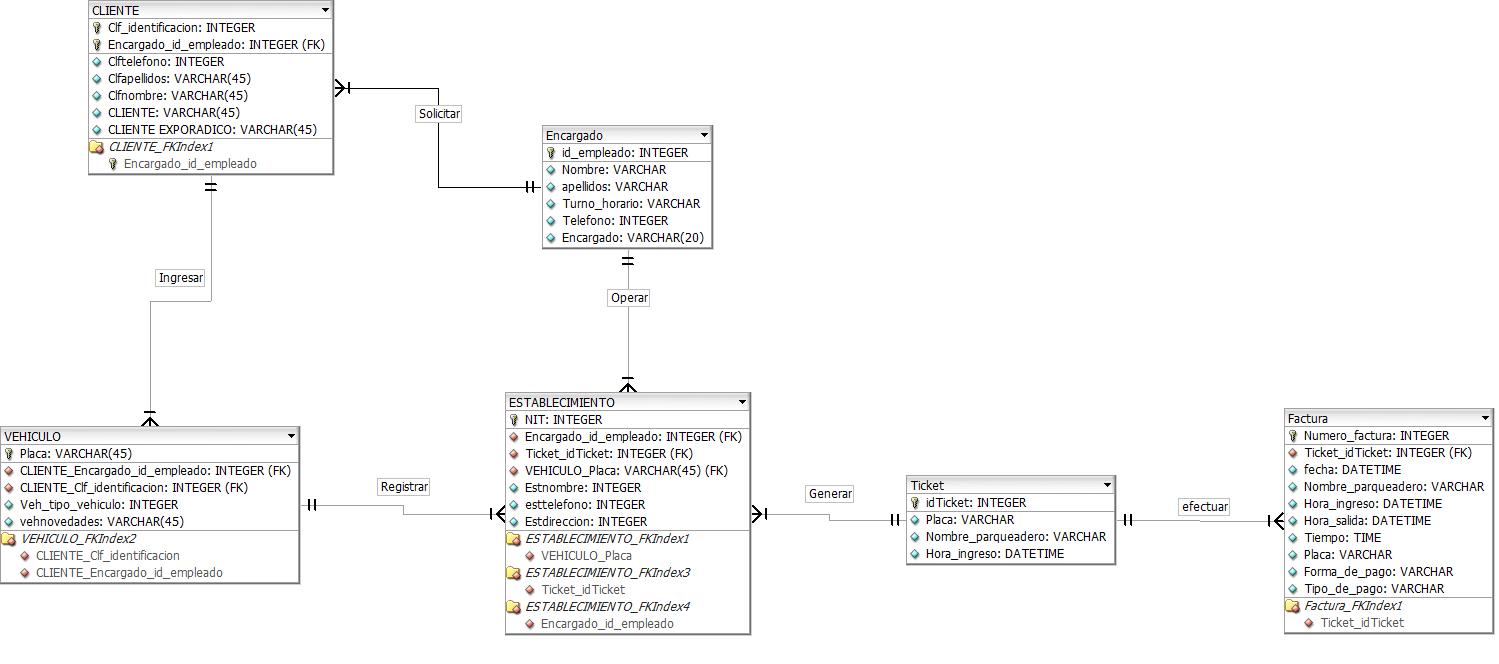 CLIENTE
Clf_identificacion: INTEGER
Encargado_id_empleado: INTEGER (FK)
Clftelefono: INTEGER
Clfapellidos: VARCHAR(45)
Clfnombre: VARCHAR(45)
CLIENTE: VARCHAR(45)
CLIENTE EXPORADICO: VARCHAR(45)
CLIENTE_FKIndex1
Encargado_id_empleado
Solicitar
Encargado
id_empleado: INTEGER
Nombre: VARCHAR
apellidos: VARCHAR
Turno_horario: VARCHAR
Telefono: INTEGER
Encargado: VARCHAR(20)
Ingresar
Operar
VEHICULO
Placa: VARCHAR(45)
CLIENTE_Encargado_id_empleado: INTEGER (FK)
CLIENTE_Clf_identificacion: INTEGER (FK)
Veh_tipo_vehiculo: INTEGER
vehnovedades: VARCHAR(45)
VEHICULO_FKIndex2
CLIENTE_Clf_identificacion
CLIENTE_Encargado_id_empleado
Registrar
ESTABLECIMIENTO
NIT: INTEGER
Encargado_id_empleado: INTEGER (FK)
Ticket_idTicket: INTEGER (FK)
VEHICULO_Placa: VARCHAR(45) (FK)
Estnombre: INTEGER
esttelefono: INTEGER
Estdireccion: INTEGER
ESTABLECIMIENTO_FKIndex1
VEHICULO_Placa
ESTABLECIMIENTO_FKIndex3
Ticket_idTicket
ESTABLECIMIENTO_FKIndex4
Encargado_id_empleado
Generar
Ticket
idTicket: INTEGER
Placa: VARCHAR
Nombre_parqueadero: VARCHAR
Hora_ingreso: DATETIME
efectuar
Factura
Numero_factura: INTEGER
Ticket_idTicket: INTEGER (FK)
fecha: DATETIME
Nombre_parqueadero: VARCHAR
Hora_ingreso: DATETIME
Hora_salida: DATETIME
Tiempo: TIME
Placa: VARCHAR
Forma_de_pago: VARCHAR
Tipo_de_pago: VARCHAR
Factura_FKIndex1
Ticket_idTicket